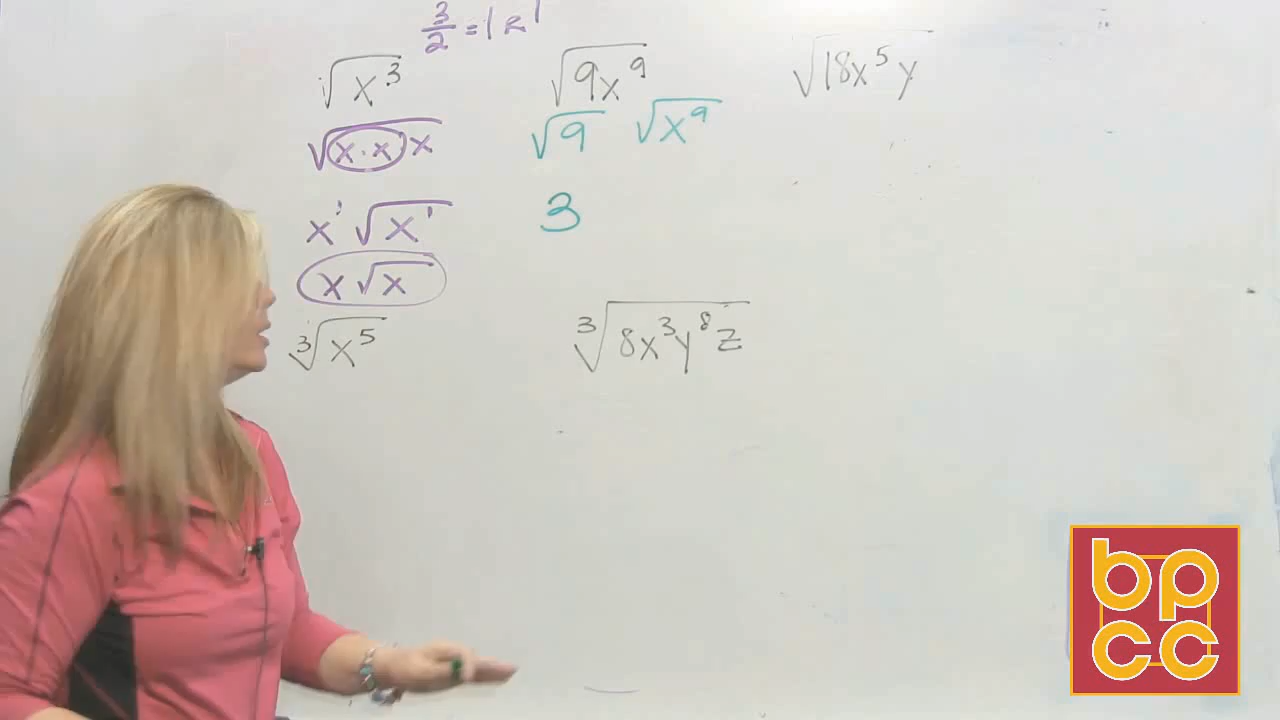 3/2 = 1 R 1
√x³
√x·x x
x¹ √x¹
x √x
∛x⁵
√9x⁹
√9 √x⁹
3
∛8x³y⁸z
√18x⁵y
bp
cc